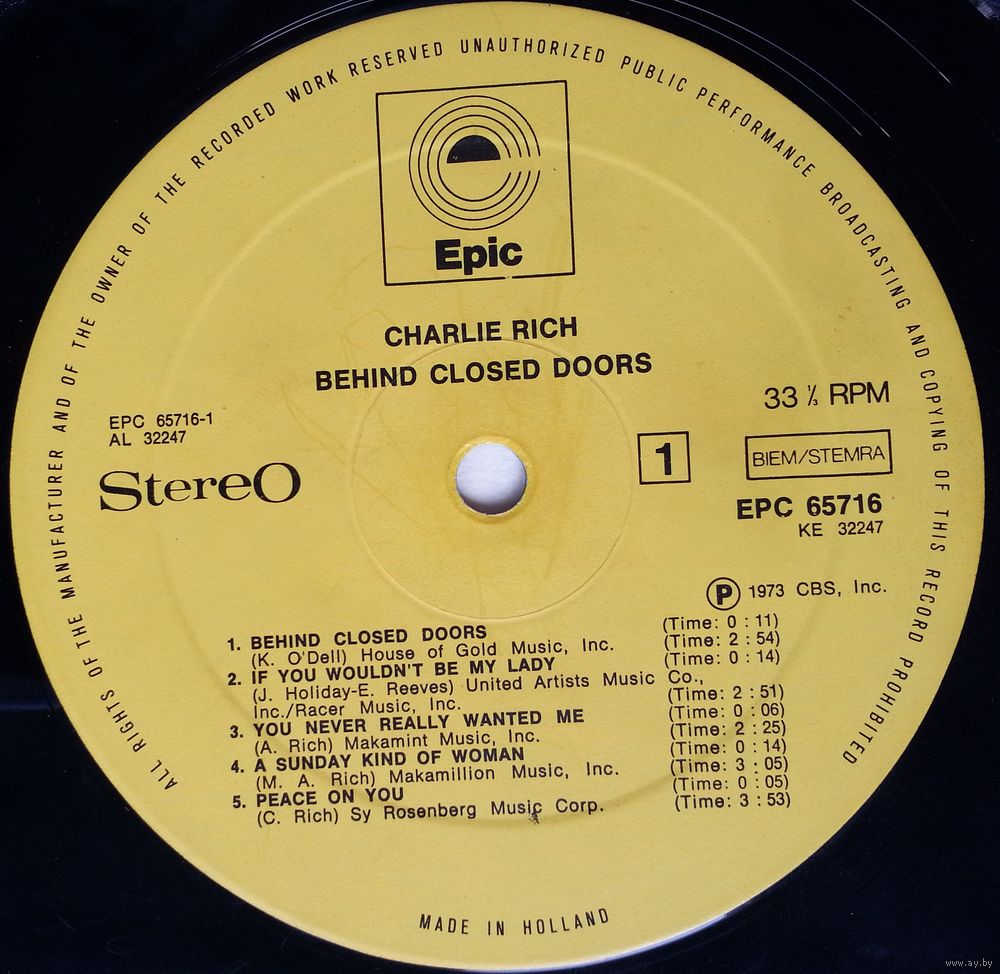 ALL RIGHTS OF THE MANUFACTURER AND OF THE OWNER OF THE RECORDED WORK RESERVED UNAUTHORIZED PUBLIC PERFORMANCE BROADCASTING AND COPYING OF THIS RECORD PROHIBITED
Epic
CHARLIE RICH
BEHIND CLOSED DOORS
33 ⅓ RPM
EPC 65716-1
AL 32247
Stereo
1
BIEM/STEMRA
EPC 65716
KE 32247
Ⓟ 1973 CBS, Inc.
(Time: 0 : 11)
1. BEHIND CLOSED DOORS (Time: 2 : 54)
(K. O'Dell) House of Gold Music, Inc. (Time: 0 : 14)
2. IF YOU WOULDN'T BE MY LADY
(J. Holiday-E. Reeves) United Artists Music Co., (Time: 2 : 51)
Inc./Racer Music, Inc. (Time: 0 : 06)
3. YOU NEVER REALLY WANTED ME (Time: 2 : 25)
(A. Rich) Makamint Music, Inc. (Time: 0 : 14)
4. A SUNDAY KIND OF WOMAN (Time: 3 : 05)
(M. A. Rich) Makamillion Music, Inc. (Time: 0 : 05)
5. PEACE ON YOU (Time: 3 : 53)
(C. Rich) Sy Rosenberg Music Corp.
MADE IN HOLLAND
www.ay.by